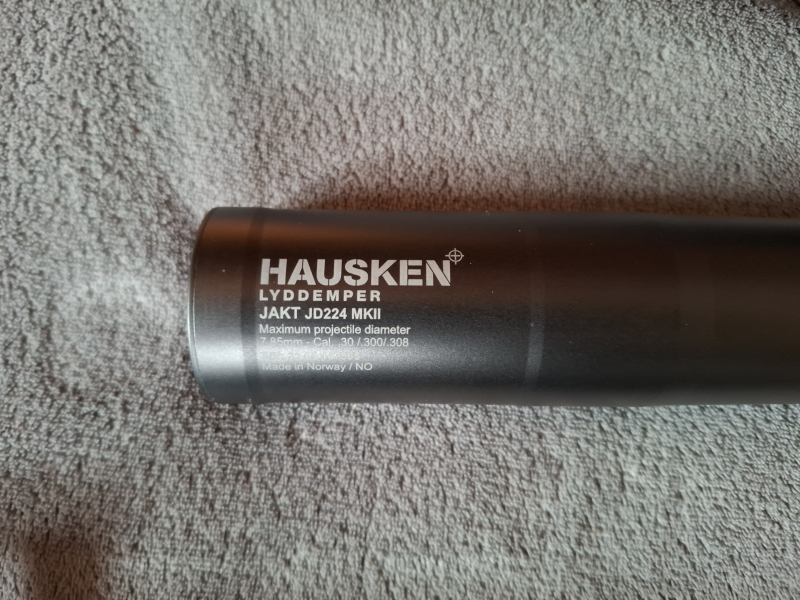 HAUSKEN
LYDDEMPER
JAKT JD224 MKII
Maximum projectile diameter
7.85mm - Cal. .30 /.300/.308
Made in Norway / NO